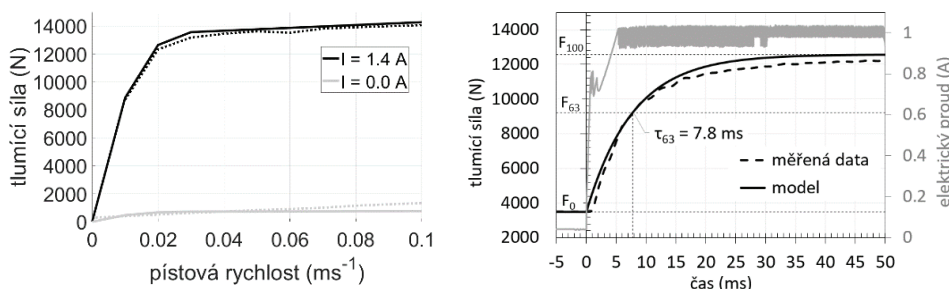 tlumící síla (N)
14000
12000
10000
8000
6000
4000
2000
0
I = 1.4 A
I = 0.0 A
0
0.02
0.04
0.06
0.08
0.1
pístová rychlost (ms⁻¹)
tlumící síla (N)
14000
12000
10000
8000
6000
4000
2000
F₁₀₀
F₆₃
F₀
τ₆₃ = 7.8 ms
měřená data
model
-5 0 5 10 15 20 25 30 35 40 45 50
čas (ms)
1
0.8
0.6
0.4
0.2
0
elektrický proud (A)